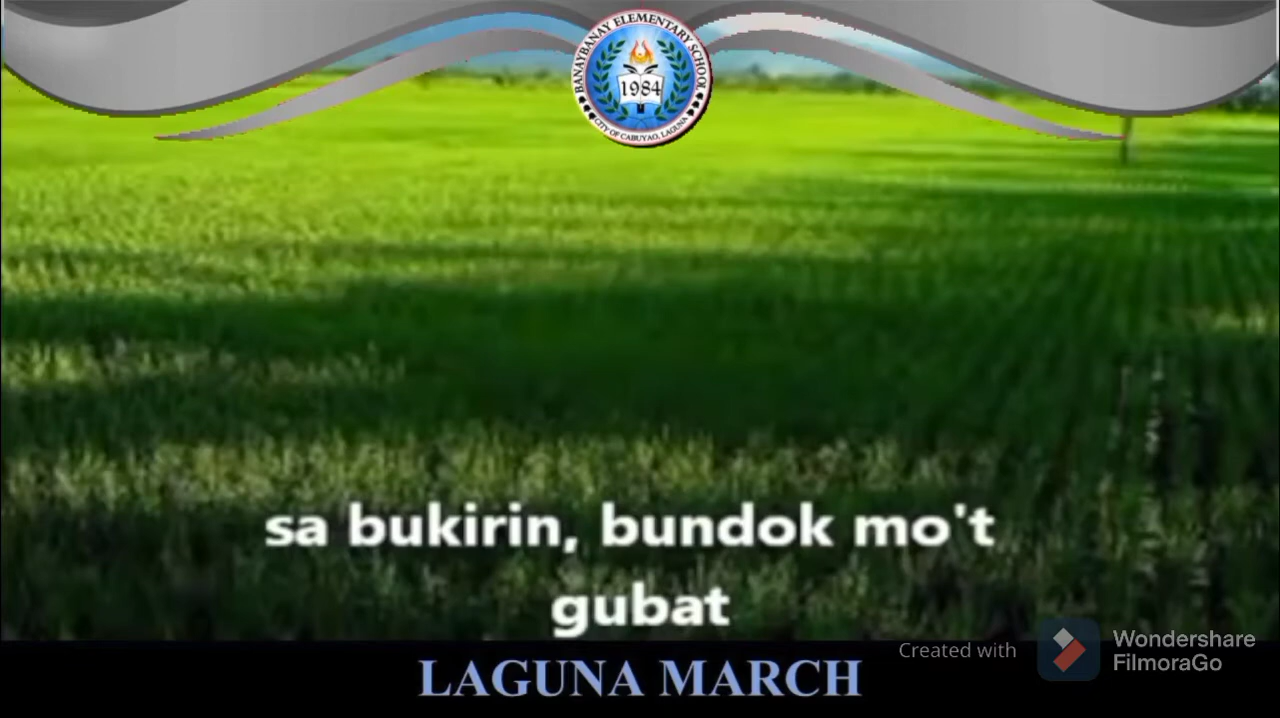 BANAYBANAY ELEMENTARY SCHOOL
1984
CITY OF CABUYAO, LAGUNA
sa bukirin, bundok mo't
gubat
LAGUNA MARCH
Created with
Wondershare
FilmoraGo